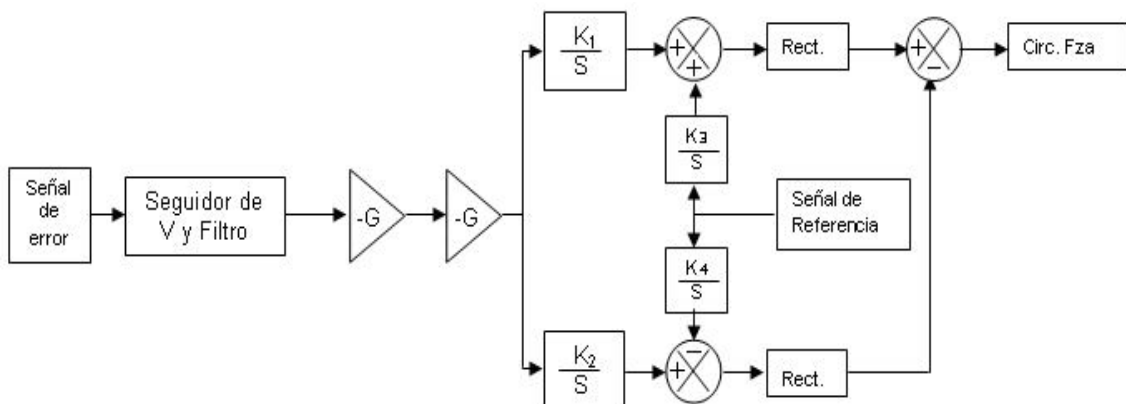 Señal
de
error
Seguidor de
V y Filtro
-G
-G
K1
S
+
+
Rect.
+
−
Circ. Fza
K3
S
Señal de
Referencia
K4
S
K2
S
−
+
Rect.